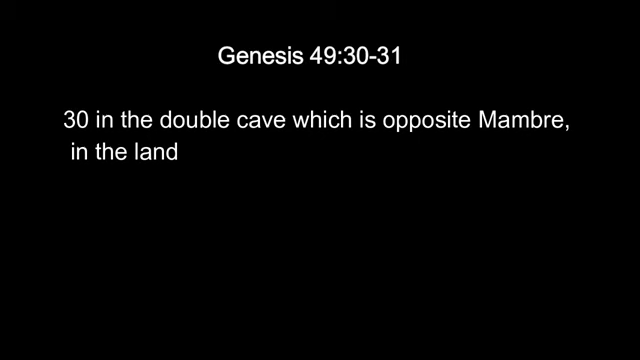 Genesis 49:30-31
30 in the double cave which is opposite Mambre,
in the land